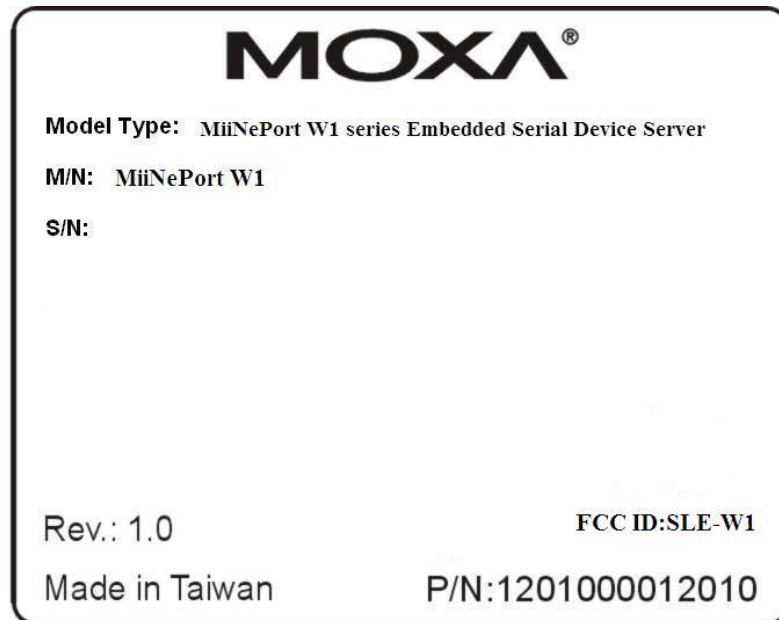 MOXA®
Model Type: MiiNePort W1 series Embedded Serial Device Server
M/N: MiiNePort W1
S/N:
Rev.: 1.0 FCC ID:SLE-W1
Made in Taiwan P/N:1201000012010